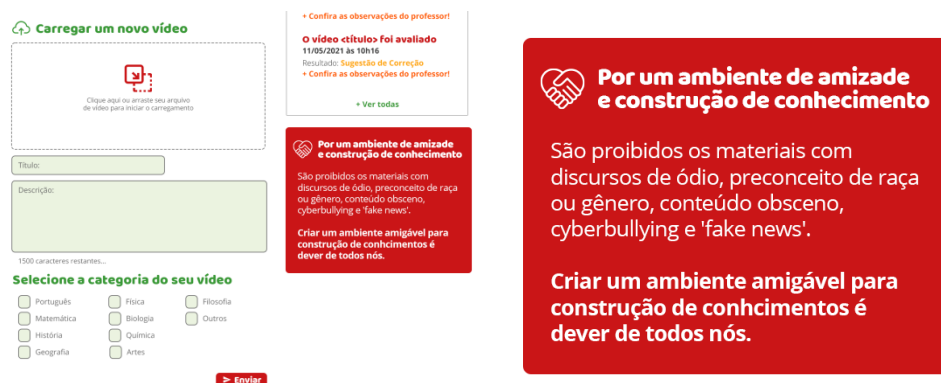 Carregar um novo vídeo
Clique aqui ou arraste seu arquivo
de vídeo para iniciar o carregamento
Título:
Descrição:
1500 caracteres restantes...
Selecione a categoria do seu vídeo
Português
Física
Filosofia
Matemática
Biologia
Outros
História
Química
Geografia
Artes
> Enviar
+ Confira as observações do professor!
O vídeo <título> foi avaliado
11/05/2021 às 10h16
Resultado: Sugestão de Correção
+ Confira as observações do professor!
+ Ver todas
Por um ambiente de amizade
e construção de conhecimento
São proibidos os materiais com
discursos de ódio, preconceito de raça
ou gênero, conteúdo obsceno,
cyberbullying e 'fake news'.
Criar um ambiente amigável para
construção de conhcimentos é
dever de todos nós.
Por um ambiente de amizade
e construção de conhecimento
São proibidos os materiais com
discursos de ódio, preconceito de raça
ou gênero, conteúdo obsceno,
cyberbullying e 'fake news'.
Criar um ambiente amigável para
construção de conhcimentos é
dever de todos nós.